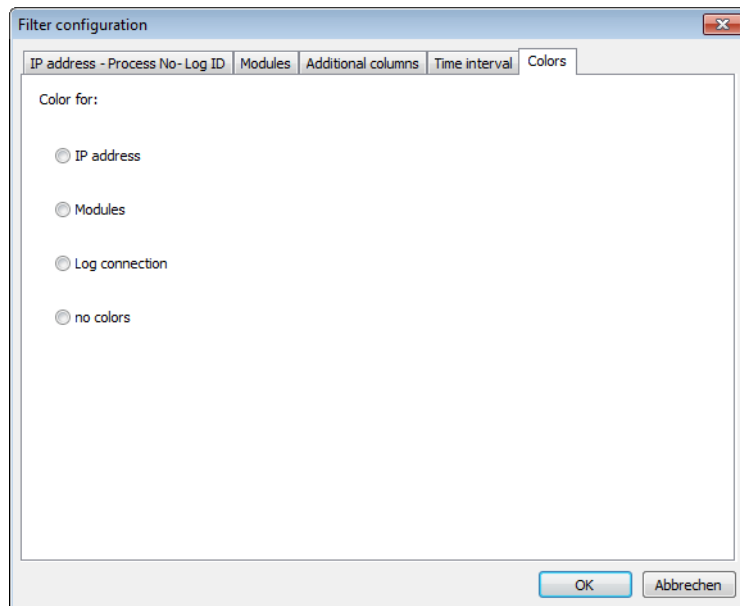 Filter configuration
IP address - Process No- Log ID Modules Additional columns Time interval Colors
Color for:
IP address
Modules
Log connection
no colors
OK Abbrechen